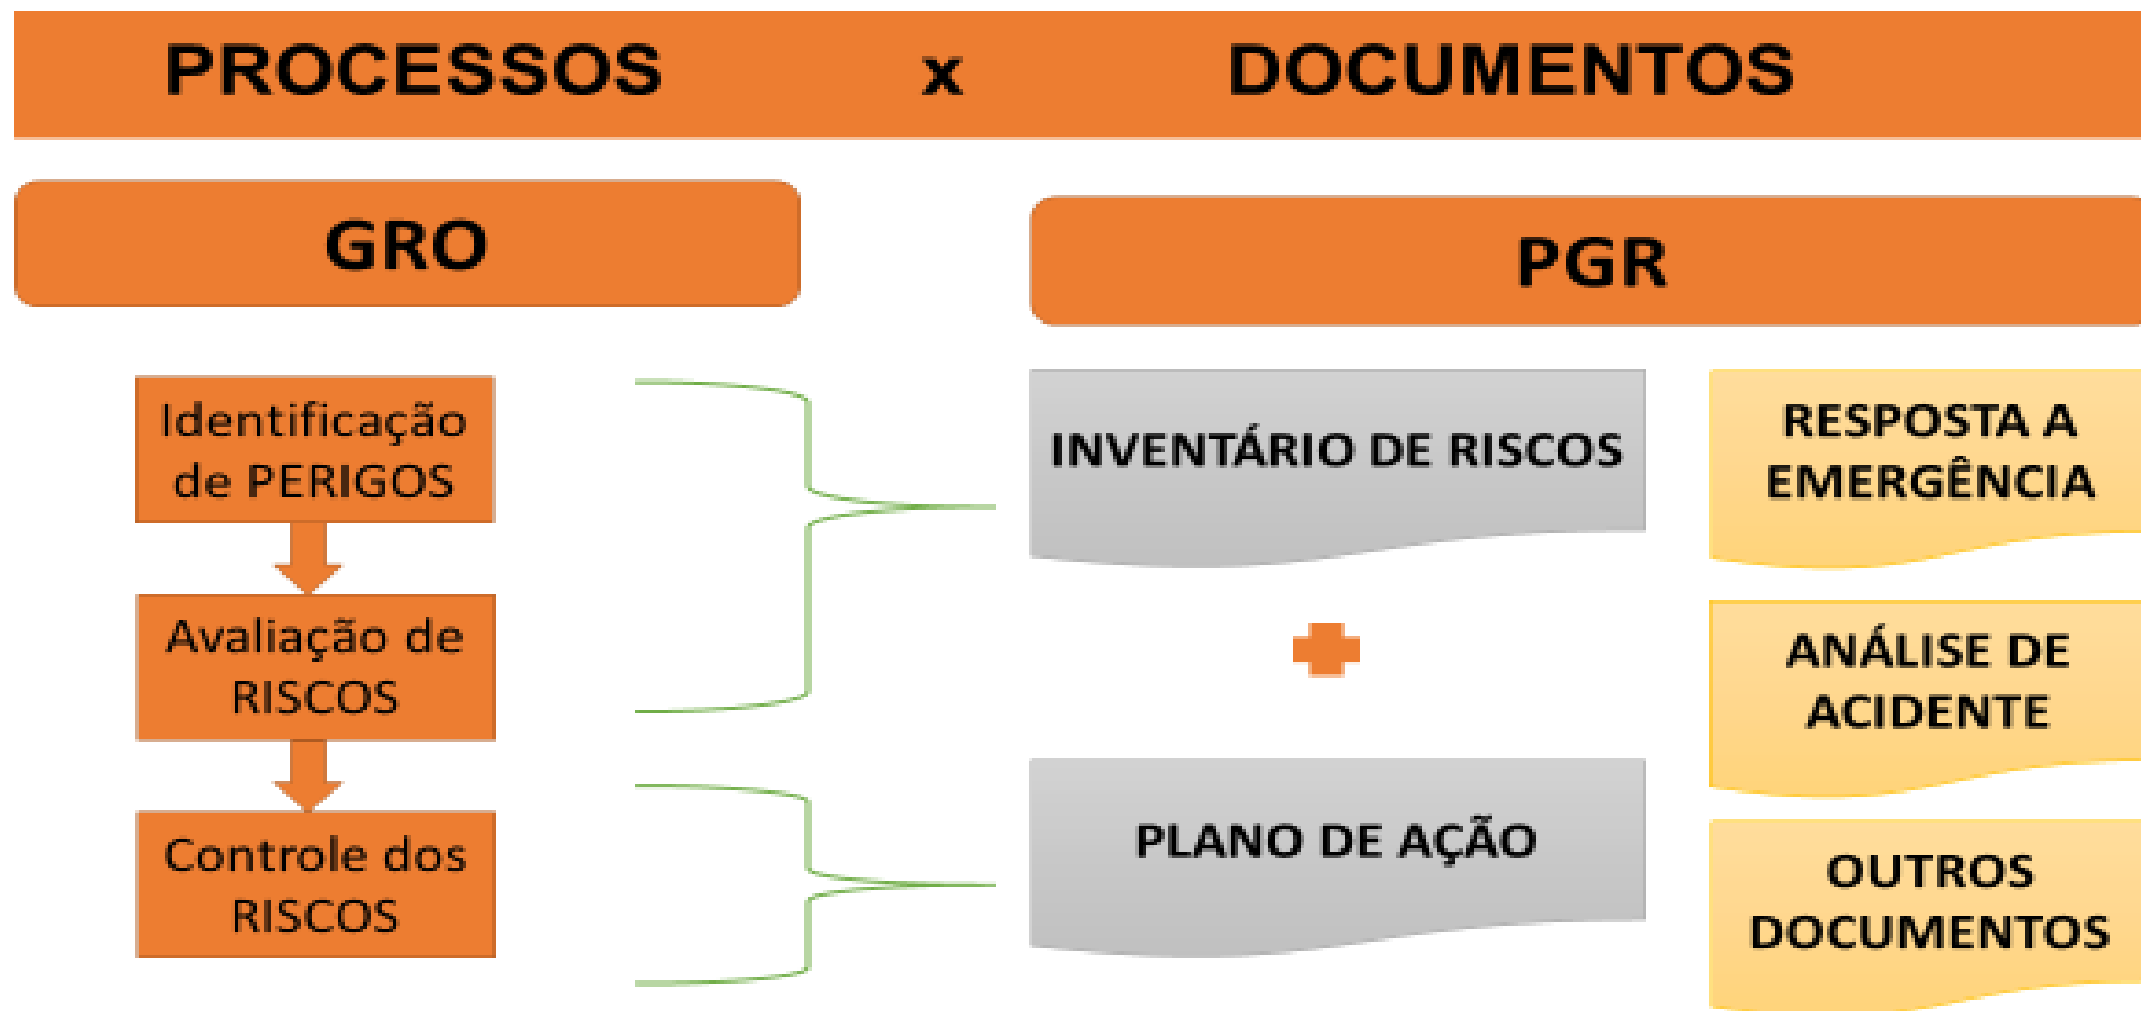 PROCESSOS x DOCUMENTOS
GRO
PGR
Identificação
de PERIGOS
Avaliação de
RISCOS
Controle dos
RISCOS
INVENTÁRIO DE RISCOS
PLANO DE AÇÃO
RESPOSTA A
EMERGÊNCIA
ANÁLISE DE
ACIDENTE
OUTROS
DOCUMENTOS